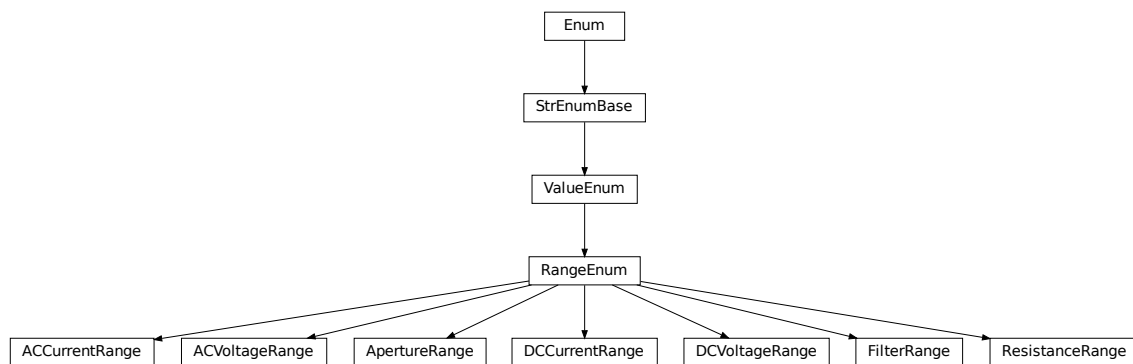 Enum
StrEnumBase
ValueEnum
RangeEnum
ACCurrentRange
ACVoltageRange
ApertureRange
DCCurrentRange
DCVoltageRange
FilterRange
ResistanceRange